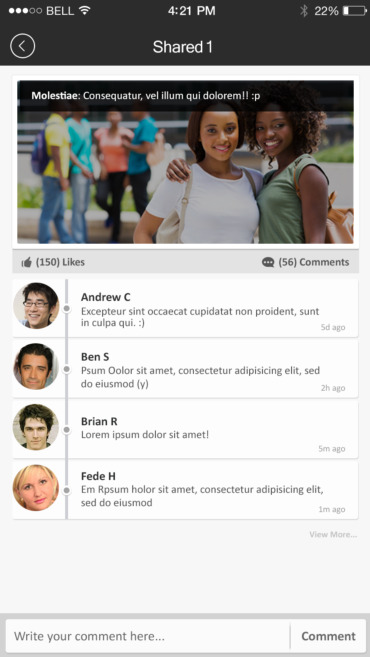 BELL 4:21 PM 22%
Shared 1
Molestiae: Consequatur, vel illum qui dolorem!! :p
(150) Likes (56) Comments
Andrew C
Excepteur sint occaecat cupidatat non proident, sunt
in culpa qui. :)
5d ago
Ben S
Psum Oolor sit amet, consectetur adipisicing elit, sed
do eiusmod (y)
2h ago
Brian R
Lorem ipsum dolor sit amet!
5m ago
Fede H
Em Rpsum holor sit amet, consectetur adipisicing elit,
sed do eiusmod
1m ago
View More...
Write your comment here... Comment